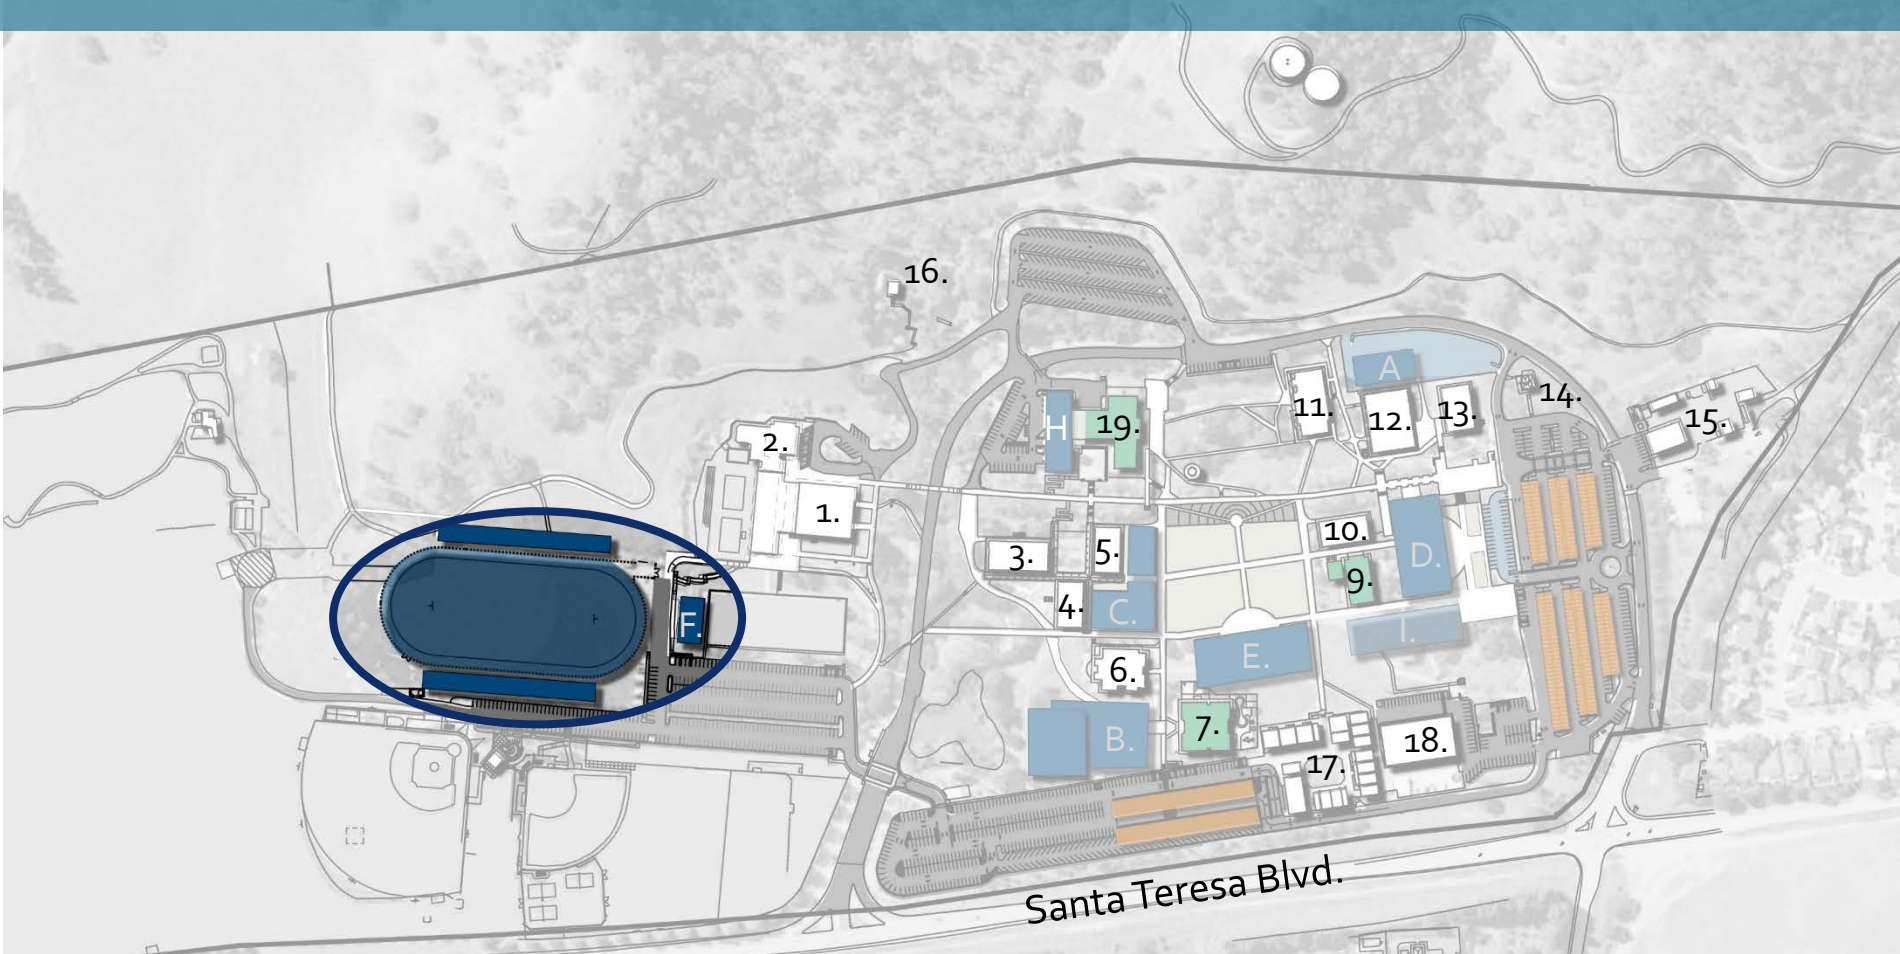 16.
A
14.
H
19.
11.
12.
13.
15.
2.
1.
3.
5.
10.
D.
9.
4.
C.
F.
I.
E.
6.
7.
B.
18.
17.
Santa Teresa Blvd.